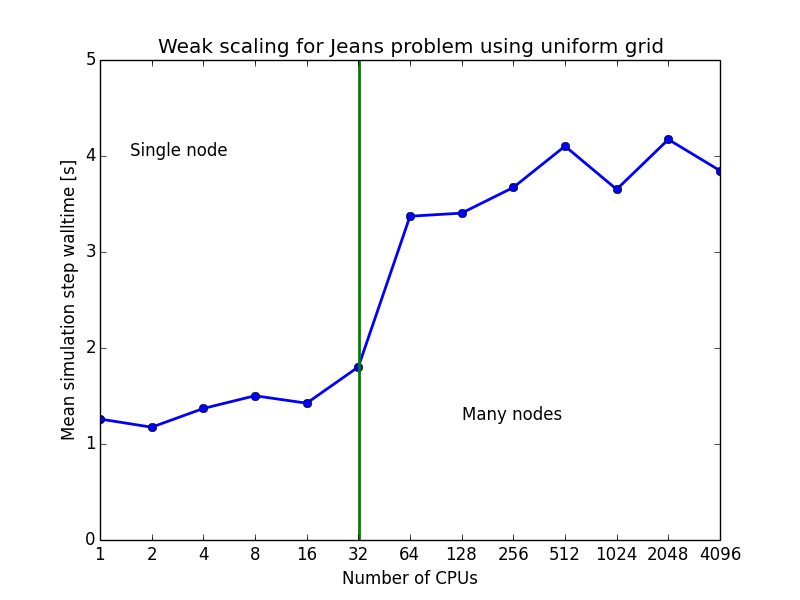 Weak scaling for Jeans problem using uniform grid
5
4
3
2
1
0
Mean simulation step walltime [s]
Single node
Many nodes
1 2 4 8 16 32 64 128 256 512 1024 2048 4096
Number of CPUs